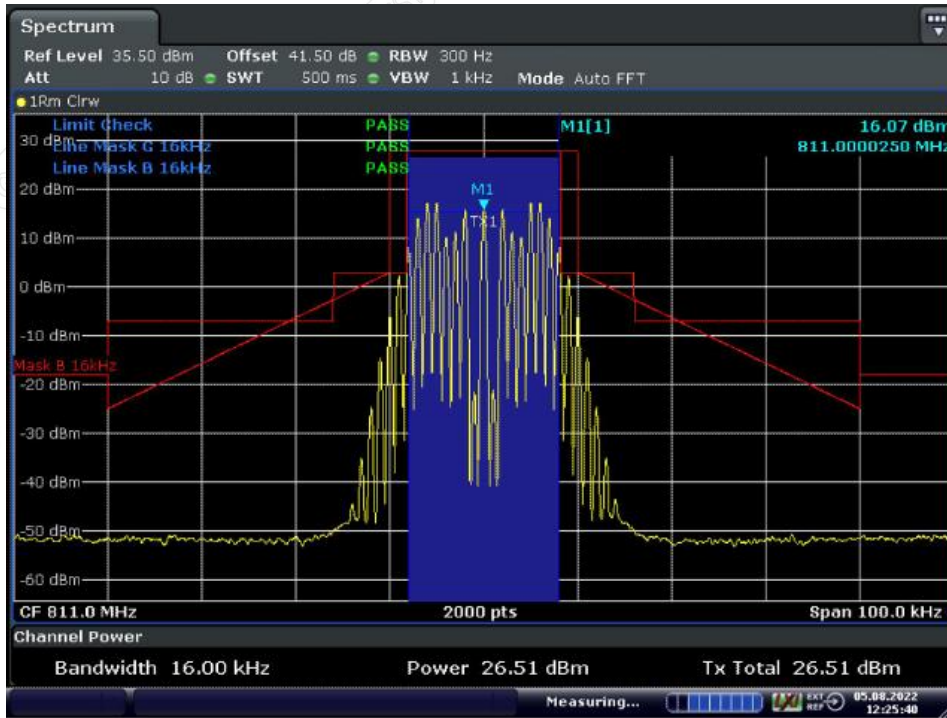 Spectrum
Ref Level 35.50 dBm Offset 41.50 dB RBW 300 Hz
Att 10 dB SWT 500 ms VBW 1 kHz Mode Auto FFT
1Rm Clrw
Limit Check PASS M1[1] 16.07 dBm
30 dBm Line Mask G 16kHz PASS 811.0000250 MHz
Line Mask B 16kHz PASS
20 dBm
M1
TX1
10 dBm
0 dBm
-10 dBm
Mask B 16kHz
-20 dBm
-30 dBm
-40 dBm
-50 dBm
-60 dBm
CF 811.0 MHz 2000 pts Span 100.0 kHz
Channel Power
Bandwidth 16.00 kHz Power 26.51 dBm Tx Total 26.51 dBm
Measuring... LXI EXT REF 05.08.2022
12:25:40